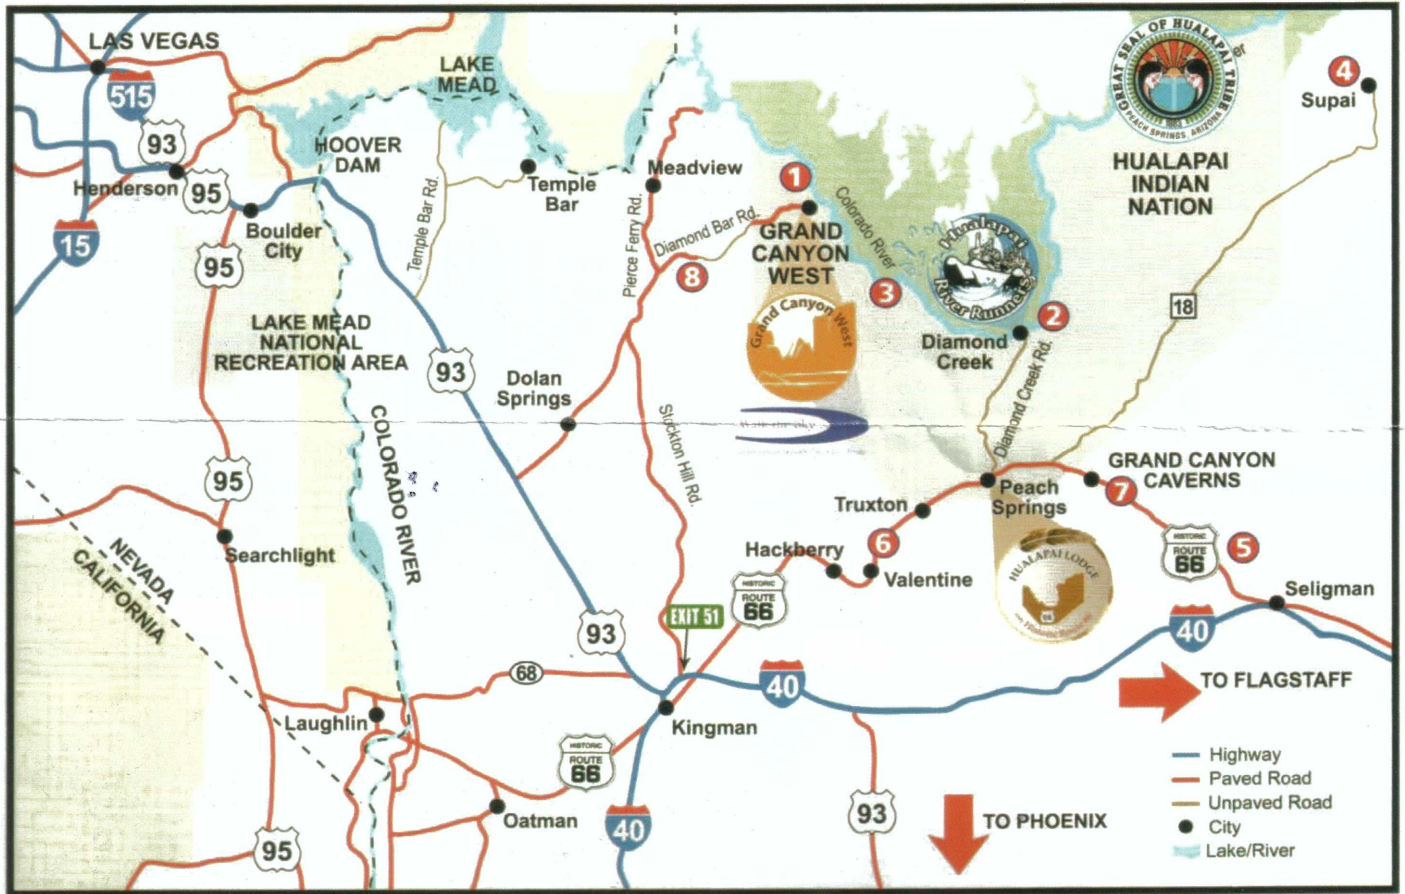 LAS VEGAS
515
93
Henderson
95
15
95
Boulder
City
HOOVER
DAM
LAKE
MEAD
Temple Bar Rd.
Temple
Bar
Meadview
Pierce Ferry Rd.
Diamond Bar Rd.
8
1
GRAND
CANYON
WEST
Grand Canyon West
Colorado River
3
Hualapai
River Runners
2
Diamond
Creek
Diamond Creek Rd.
GREAT SEAL OF HUALAPAI TRIBE
PEACH SPRINGS, ARIZONA
HUALAPAI
INDIAN
NATION
4
Supai
18
LAKE MEAD
NATIONAL
RECREATION AREA
93
Dolan
Springs
Stockton Hill Rd.
COLORADO RIVER
95
Searchlight
NEVADA
CALIFORNIA
GRAND CANYON
CAVERNS
7
Peach
Springs
Truxton
6
Hackberry
Valentine
HUALAPAI LODGE
HISTORIC
ROUTE
66
5
Seligman
HISTORIC
ROUTE
66
EXIT 51
93
68
40
40
TO FLAGSTAFF
Laughlin
Kingman
HISTORIC
ROUTE
66
Oatman
40
95
93
TO PHOENIX
Highway
Paved Road
Unpaved Road
City
Lake/River